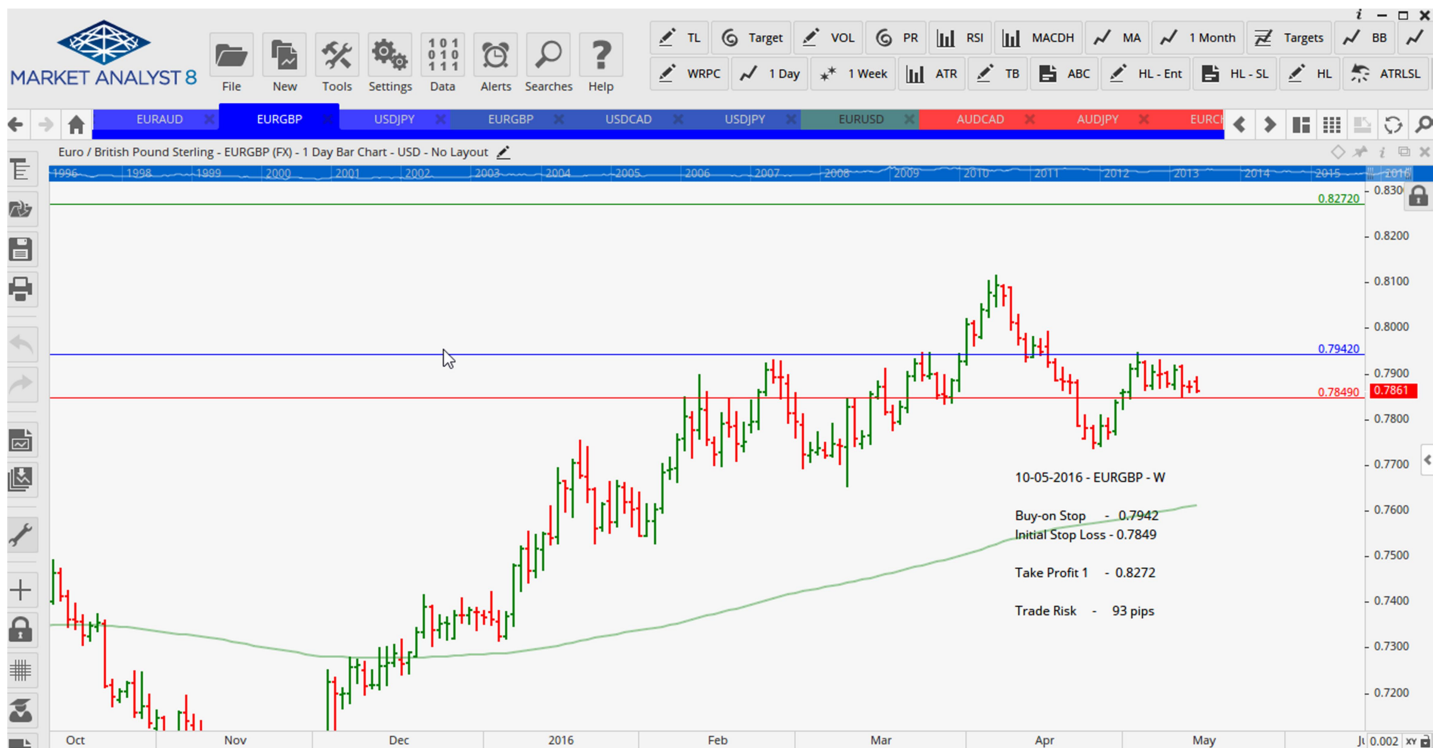 TL Target VOL PR RSI MACDH MA 1 Month Targets BB
MARKET ANALYST 8
File New Tools Settings Data Alerts Searches Help
101
010
111
WRPC 1 Day 1 Week ATR TB ABC HL - Ent HL - SL HL ATRLSL
EURAUD EURGBP USDJPY EURGBP USDCAD USDJPY EURUSD AUDCAD AUDJPY EURCH
Euro / British Pound Sterling - EURGBP (FX) - 1 Day Bar Chart - USD - No Layout
1996 1998 1999 2000 2001 2002 2003 2004 2005 2006 2007 2008 2009 2010 2011 2012 2013 2014 2015 2016
0.830
0.82720
0.8200
0.8100
0.8000
0.79420
0.7900
0.78490
0.7861
0.7800
0.7700
10-05-2016 - EURGBP - W
Buy-on Stop - 0.7942
0.7600
Initial Stop Loss - 0.7849
0.7500
Take Profit 1 - 0.8272
0.7400
Trade Risk - 93 pips
0.7300
0.7200
Oct Nov Dec 2016 Feb Mar Apr May 0.002 XY